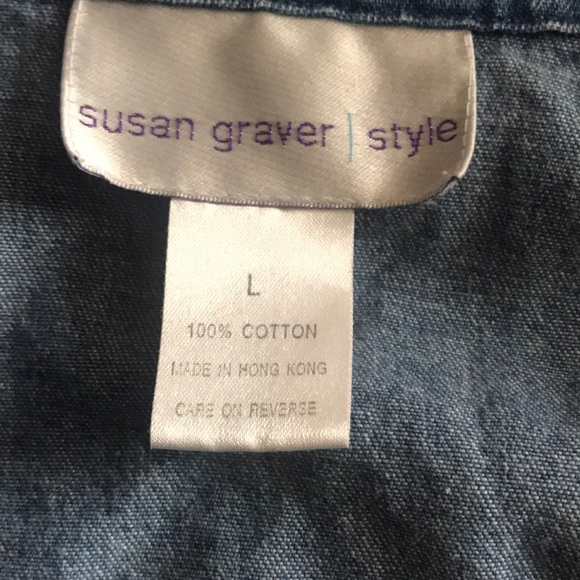 susan graver | style
L
100% COTTON
MADE IN HONG KONG
CARE ON REVERSE